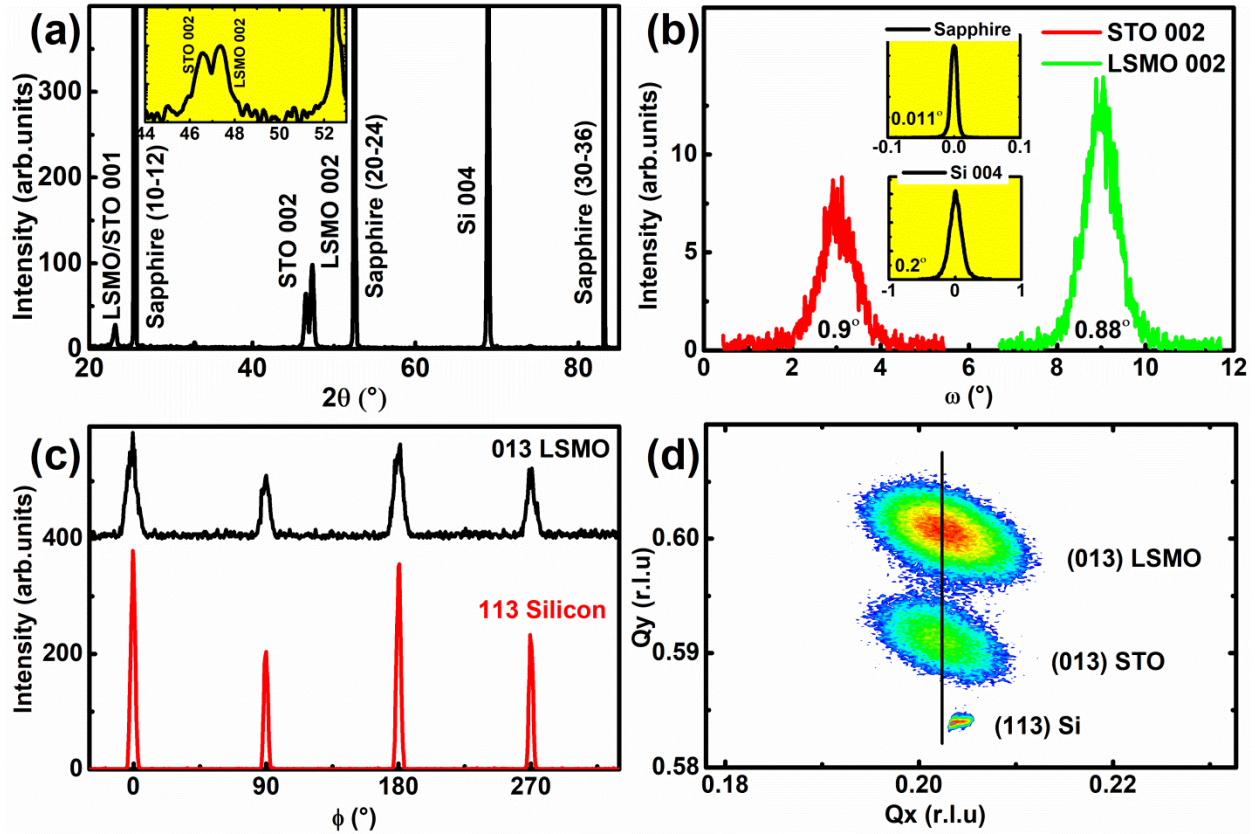 (a)
STO 002
LSMO 002
44 46 48 50 52
LSMO/STO 001
Sapphire (10-12)
STO 002
LSMO 002
Sapphire (20-24)
Si 004
Sapphire (30-36)
Intensity (arb.units)
300
200
100
0
20 40 60 80
2θ (°)
(b)
STO 002
LSMO 002
Sapphire
0.011°
-0.1 0.0 0.1
Si 004
0.2°
-1 0 1
0.9°
0.88°
Intensity (arb.units)
15
10
5
0
0 2 4 6 8 10 12
ω (°)
(c)
013 LSMO
113 Silicon
Intensity (arb.units)
400
200
0
0 90 180 270
ϕ (°)
(d)
(013) LSMO
(013) STO
(113) Si
Qy (r.l.u)
0.60
0.59
0.58
0.18 0.20 0.22
Qx (r.l.u)